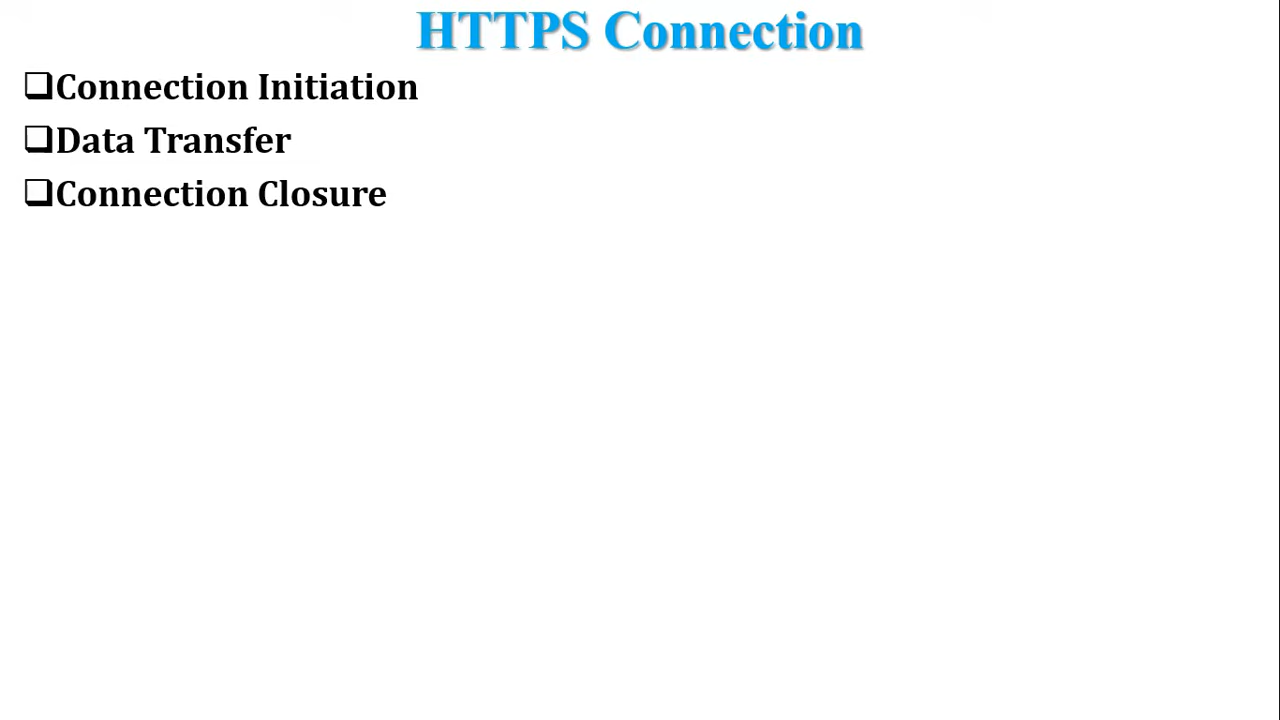 HTTPS Connection
❑Connection Initiation
❑Data Transfer
❑Connection Closure